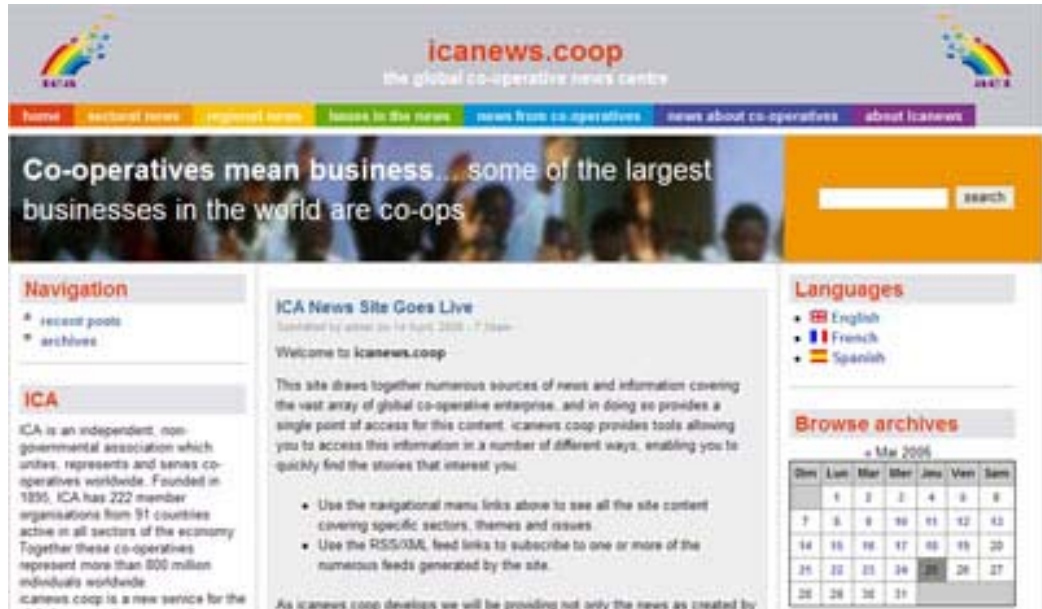 icanews.coop
the global co-operative news centre
home sectoral news regional news Issues in the news news from co-operatives news about co-operatives about Icanews
Co-operatives mean business... some of the largest
businesses in the world are co-ops
search
Navigation
recent posts
archives
ICA
ICA is an independent, non-
governmental association which
unites, represents and serves co-
operatives worldwide. Founded in
1895, ICA has 222 member
organisations from 91 countries
active in all sectors of the economy.
Together these co-operatives
represent more than 800 million
individuals worldwide.
icanews.coop is a new service for the
ICA News Site Goes Live
Submitted by admin on 14 April, 2006 -
Welcome to icanews.coop
This site draws together numerous sources of news and information covering
the vast array of global co-operative enterprise, and in doing so provides a
single point of access for this content. icanews.coop provides tools allowing
you to access this information in a number of different ways, enabling you to
quickly find the stories that interest you:
Use the navigational menu links above to see all the site content
covering specific sectors, themes and issues
Use the RSS/XML feed links to subscribe to one or more of the
numerous feeds generated by the site.
As icanews.coop develops we will be providing not only the news as created by
Languages
English
French
Spanish
Browse archives
« Mai 2006
Dim Lun Mar Mer Jeu Ven Sam
1 2 3 4 5 6
7 8 9 10 11 12 13
14 15 16 17 18 19 20
21 22 23 24 25 26 27
28 29 30 31